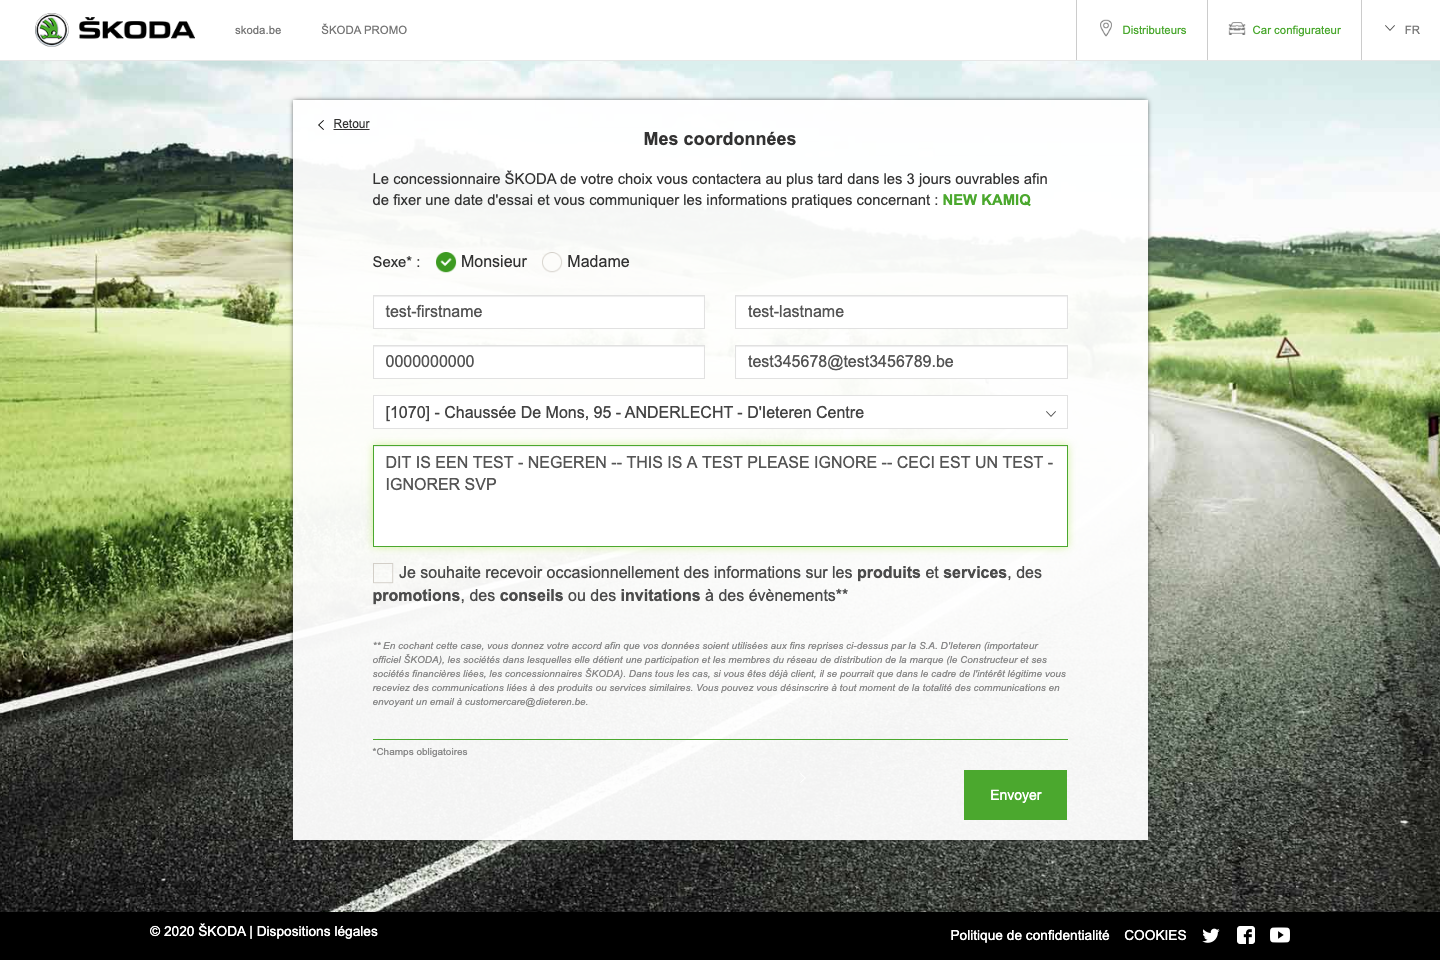 ŠKODA
skoda.be
ŠKODA PROMO
Distributeurs
Car configurateur
FR
Retour
Mes coordonnées
Le concessionnaire ŠKODA de votre choix vous contactera au plus tard dans les 3 jours ouvrables afin
de fixer une date d'essai et vous communiquer les informations pratiques concernant : NEW KAMIQ
Sexe* :
Monsieur
Madame
test-firstname
test-lastname
0000000000
test345678@test3456789.be
[1070] - Chaussée De Mons, 95 - ANDERLECHT - D'Ieteren Centre
DIT IS EEN TEST - NEGEREN -- THIS IS A TEST PLEASE IGNORE -- CECI EST UN TEST -
IGNORER SVP
Je souhaite recevoir occasionnellement des informations sur les produits et services, des
promotions, des conseils ou des invitations à des évènements**
** En cochant cette case, vous donnez votre accord afin que vos données soient utilisées aux fins reprises ci-dessus par la S.A. D'Ieteren (importateur
officiel ŠKODA), les sociétés dans lesquelles elle détient une participation et les membres du réseau de distribution de la marque (le Constructeur et ses
sociétés financières liées, les concessionnaires ŠKODA). Dans tous les cas, si vous êtes déjà client, il se pourrait que dans le cadre de l'intérêt légitime vous
receviez des communications liées à des produits ou services similaires. Vous pouvez vous désinscrire à tout moment de la totalité des communications en
envoyant un email à customercare@dieteren.be.
*Champs obligatoires
Envoyer
© 2020 ŠKODA | Dispositions légales
Politique de confidentialité
COOKIES